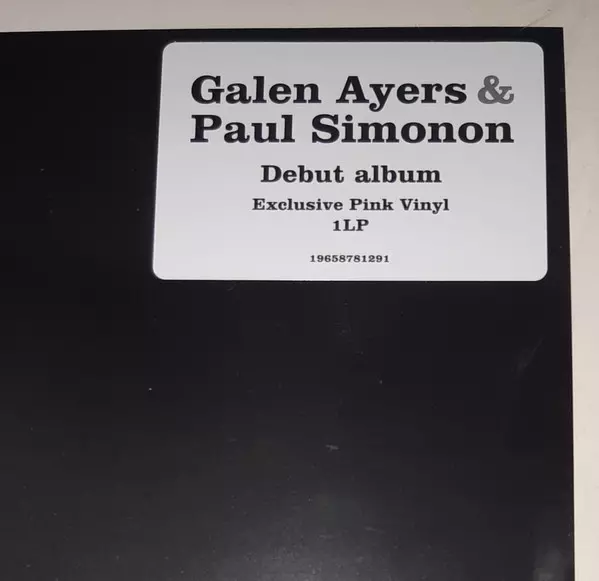 Galen Ayers &
Paul Simonon
Debut album
Exclusive Pink Vinyl
1LP
19658781291